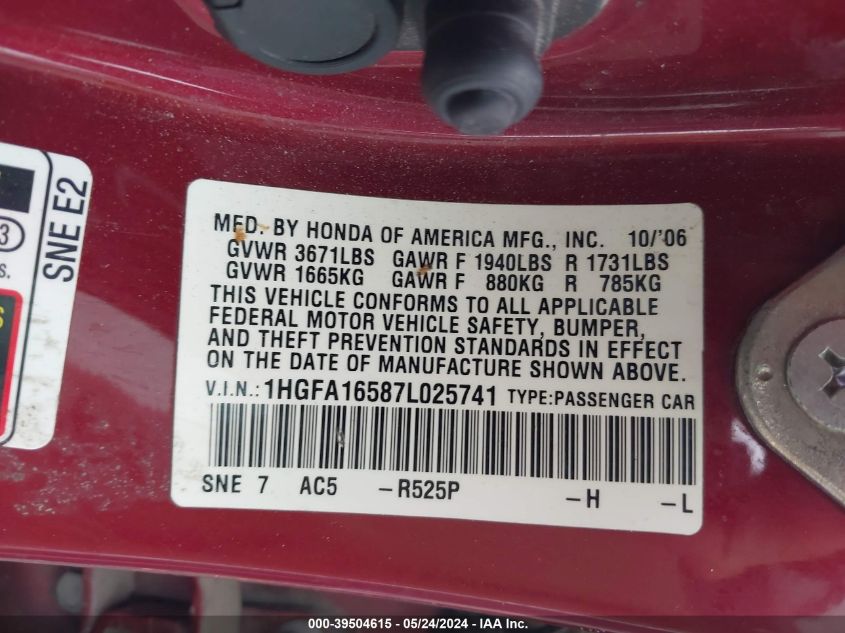 3
s.
SNE E2
S
MFD. BY HONDA OF AMERICA MFG., INC. 10/'06
GVWR 3671LBS GAWR F 1940LBS R 1731LBS
GVWR 1665KG GAWR F 880KG R 785KG
THIS VEHICLE CONFORMS TO ALL APPLICABLE
FEDERAL MOTOR VEHICLE SAFETY, BUMPER,
AND THEFT PREVENTION STANDARDS IN EFFECT
ON THE DATE OF MANUFACTURE SHOWN ABOVE.
V.I.N.: 1HGFA16587L025741 TYPE:PASSENGER CAR
SNE 7 AC5 –R525P –H –L
000-39504615 - 05/24/2024 - IAA Inc.